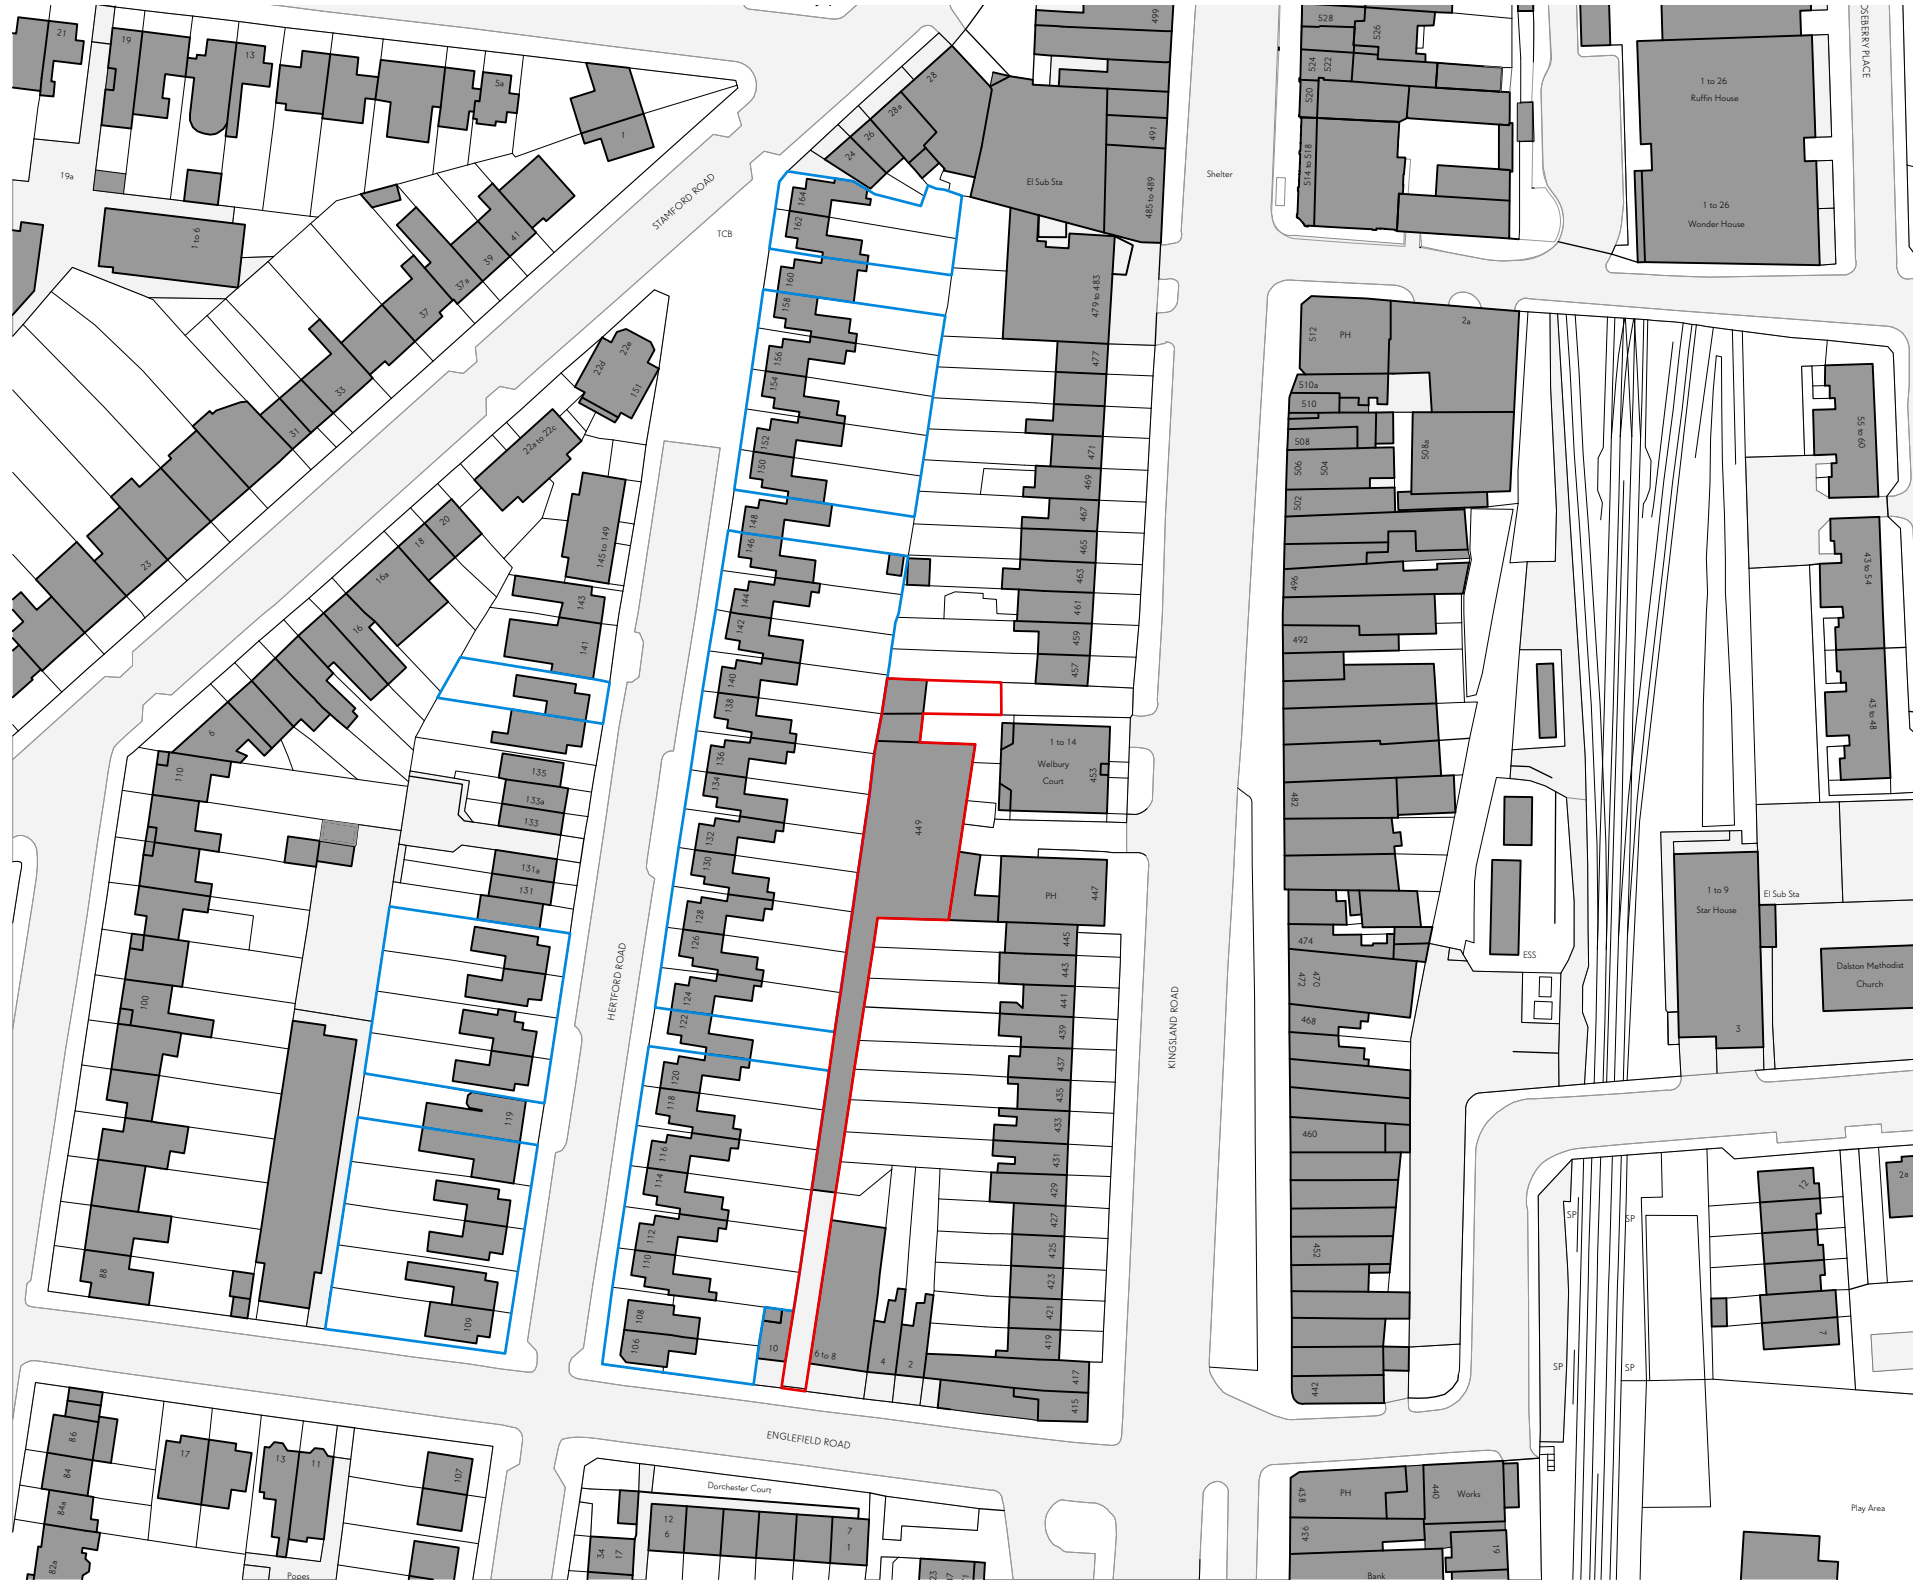 21
19
13
5a
1
19a
1 to 6
41
39
37a
37
33
31
23
STAMFORD ROAD
TCB
28
28a
26
24
164
162
160
158
156
154
152
150
148
146
144
142
140
138
136
134
132
130
128
126
124
122
120
118
116
114
112
110
108
106
10
6 to 8
4
2
499
491
El Sub Sta
485 to 489
479 to 483
477
471
469
467
465
463
461
459
457
1 to 14
Welbury
Court
453
449
PH
447
445
443
441
439
437
435
433
431
429
427
425
423
421
419
417
415
Shelter
528
526
524
522
520
514 to 518
1 to 26
Ruffin House
1 to 26
Wonder House
512
PH
2a
510a
510
508
506
504
508a
502
496
492
482
474
472
470
468
460
452
442
55 to 60
43 to 54
43 to 48
1 to 9
Star House
El Sub Sta
3
ESS
Dalston Methodist
Church
SP
SP
SP
SP
12
2a
7
22e
22d
151
22a to 22c
20
18
16a
16
6
145 to 149
143
141
135
133a
133
131a
131
119
109
110
100
88
HERTFORD ROAD
KINGSLAND ROAD
ENGLEFIELD ROAD
86
84
84a
82a
17
13
11
107
Popes
Dorchester Court
12
6
7
1
34
17
23
438
PH
440
Works
436
19
Bank
Play Area